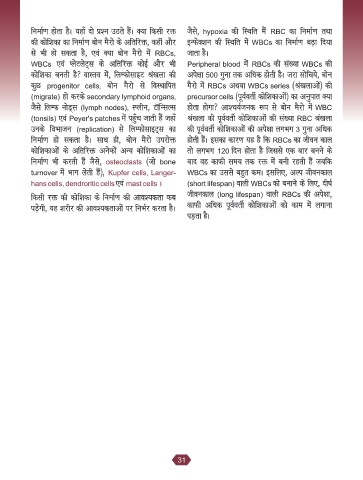 निर्माण होता है। यहाँ दो प्रश्न उठते हैं। क्या किसी रक्त
की कोशिका का निर्माण बोन मैरो के अतिरिक्त, कहीं और
से भी हो सकता है, एवं क्या बोन मैरो में RBCs,
WBCs एवं प्लेटलेट्स के अतिरिक्त कोई और भी
कोशिका बनती है? वास्तव में, लिम्फोसाइट श्रंखला की
कुछ progenitor cells, बोन मैरो से विस्थापित
(migrate) हो करके secondary lymphoid organs,
जैसे लिम्फ नोड्स (lymph nodes), स्प्लीन, टॉन्सिल्स
(tonsils) एवं Peyer's patches में पहुँच जाती हैं जहाँ
उनके विभाजन (replication) से लिम्फोसाइट्स का
निर्माण हो सकता है। साथ ही, बोन मैरो उपरोक्त
कोशिकाओं के अतिरिक्त अनेकों अन्य कोशिकाओं का
निर्माण भी करती हैं जैसे, osteoclasts (जो bone
turnover में भाग लेती हैं), Kupfer cells, Langer-
hans cells, dendoritic cells एवं mast cells ।
किसी रक्त की कोशिका के निर्माण की आवश्यकता कब
पड़ेगी, यह शरीर की आवश्यकताओं पर निर्भर करता है।
जैसे, hypoxia की स्थिति में RBC का निर्माण तथा
इन्फेक्शन की स्थिति में WBCs का निर्माण बढ़ा दिया
जाता है।
Peripheral blood में RBCs की संख्या WBCs की
अपेक्षा 500 गुना तक अधिक होती है। जरा सोचिये, बोन
मैरो में RBCs अथवा WBCs series (श्रंखलाओं) की
precursor cells (पूर्ववर्ती कोशिकाओं) का अनुपात क्या
होता होगा? आश्चर्यजनक रूप से बोन मैरो में WBC
श्रंखला की पूर्ववर्ती कोशिकाओं की संख्या RBC श्रंखला
की पूर्ववर्ती कोशिकाओं की अपेक्षा लगभग 3 गुना अधिक
होती हैं। इसका कारण यह है कि RBCs का जीवन काल
तो लगभग 120 दिन होता है जिससे एक बार बनने के
बाद वह काफी समय तक रक्त में बनी रहती हैं जबकि
WBCs का उससे बहुत कम। इसलिए, अल्प जीवनकाल
(short lifespan) वाली WBCs को बनाने के लिए, दीर्घ
जीवनकाल (long lifespan) वाली RBCs की अपेक्षा,
काफी अधिक पूर्ववर्ती कोशिकाओं को काम में लगाना
पड़ता है।
31